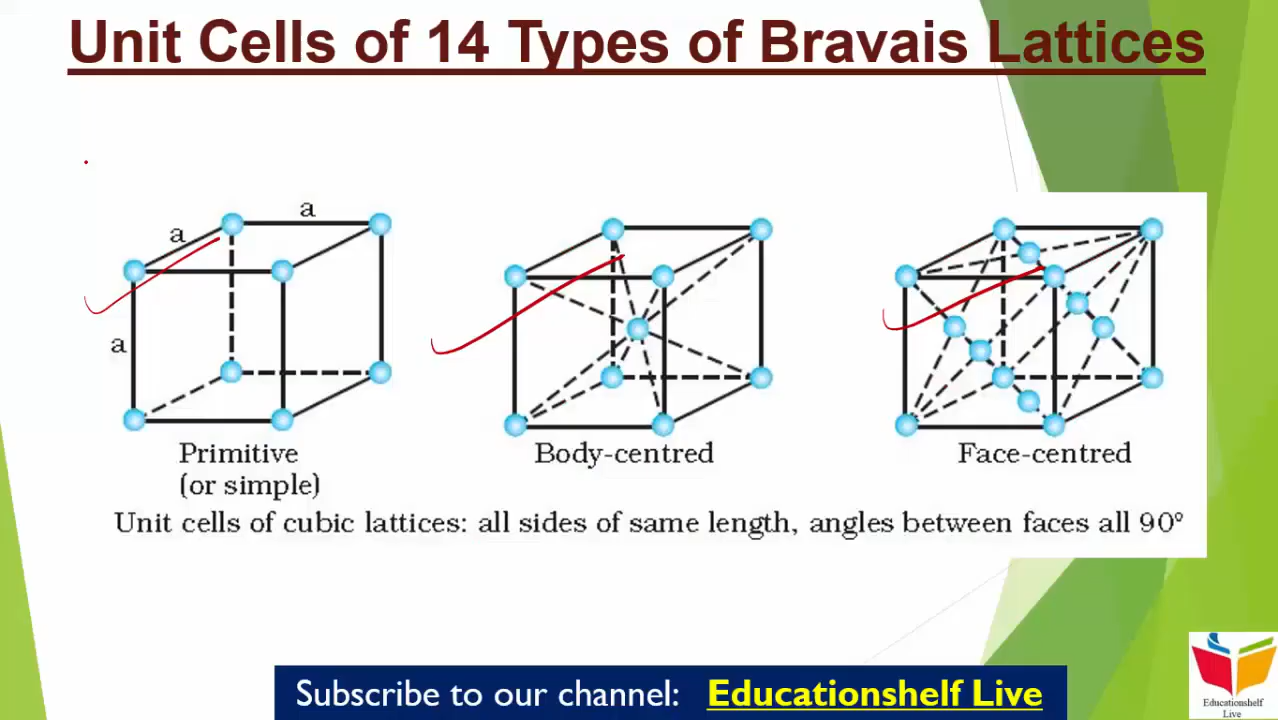 Unit Cells of 14 Types of Bravais Lattices
a
a
a
Primitive
(or simple)
Body-centred
Face-centred
Unit cells of cubic lattices: all sides of same length, angles between faces all 90°
Subscribe to our channel: Educationshelf Live
Educationshelf
Live